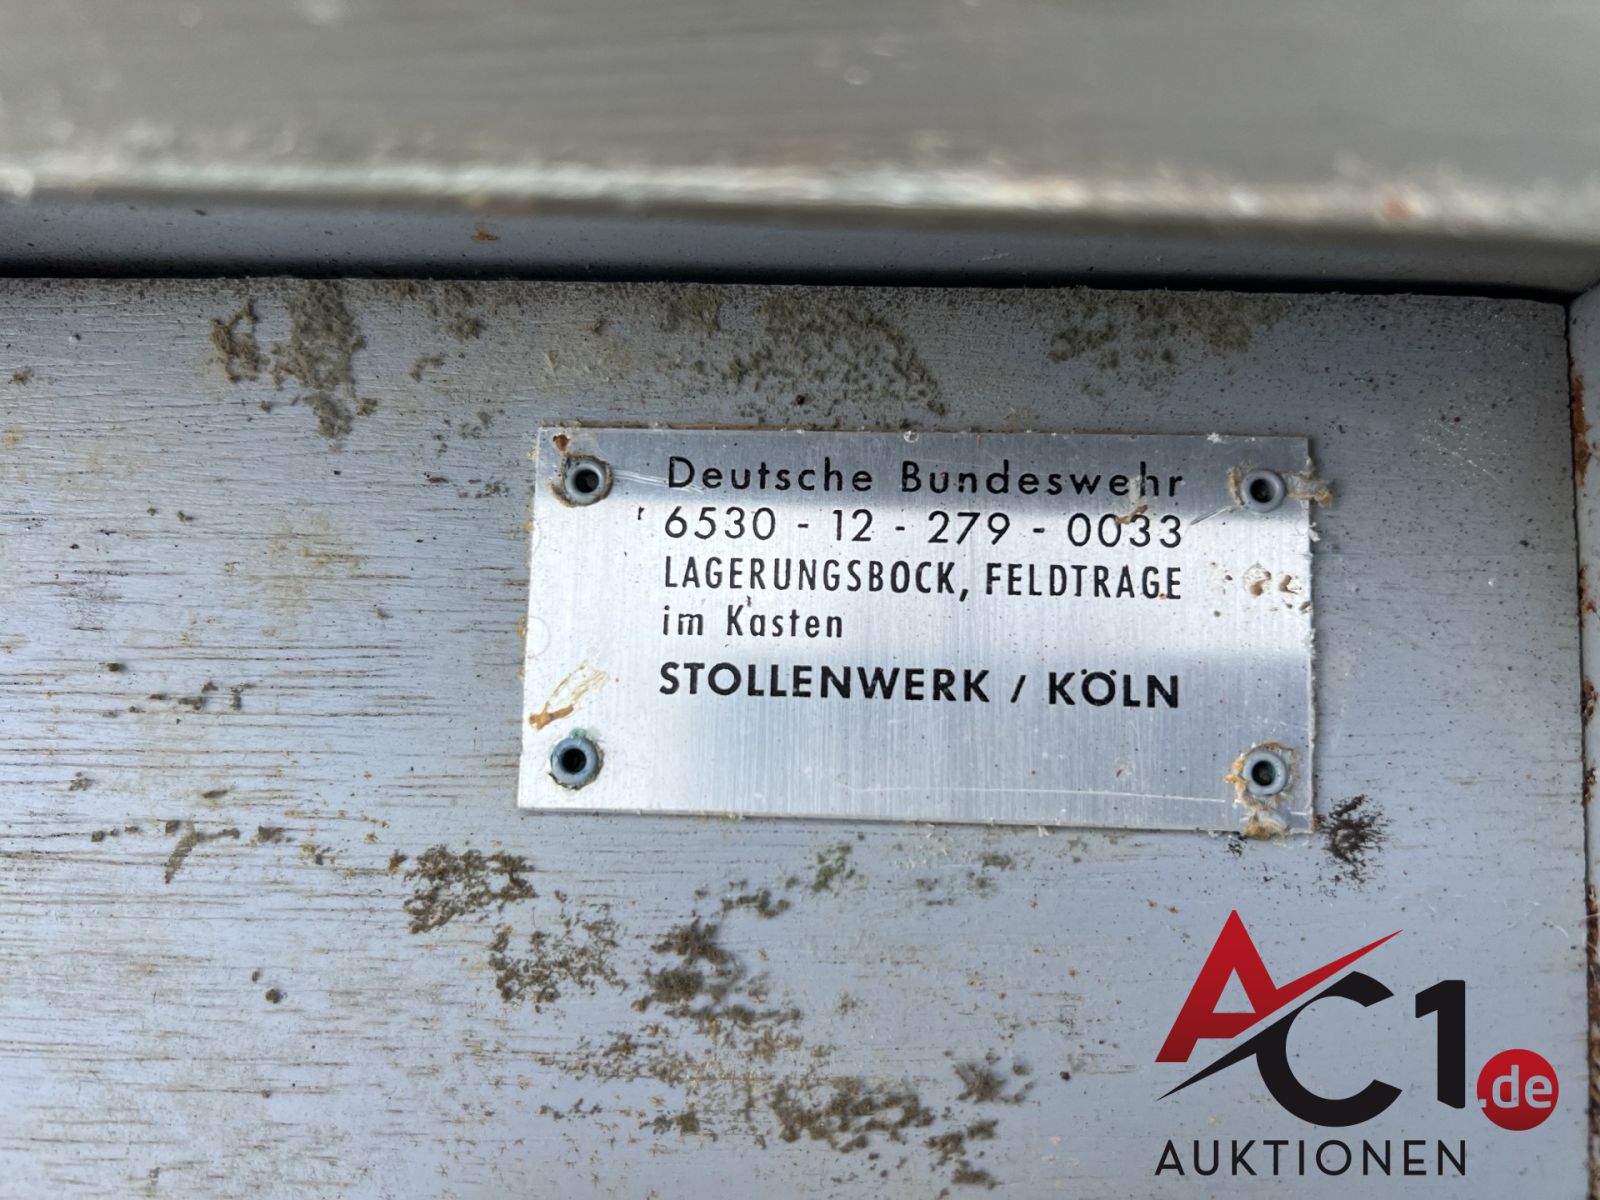 Deutsche Bundeswehr
6530 - 12 - 279 - 0033
LAGERUNGSBOCK, FELDTRAGE
im Kasten
STOLLENWERK / KÖLN
AC1.de
AUKTIONEN